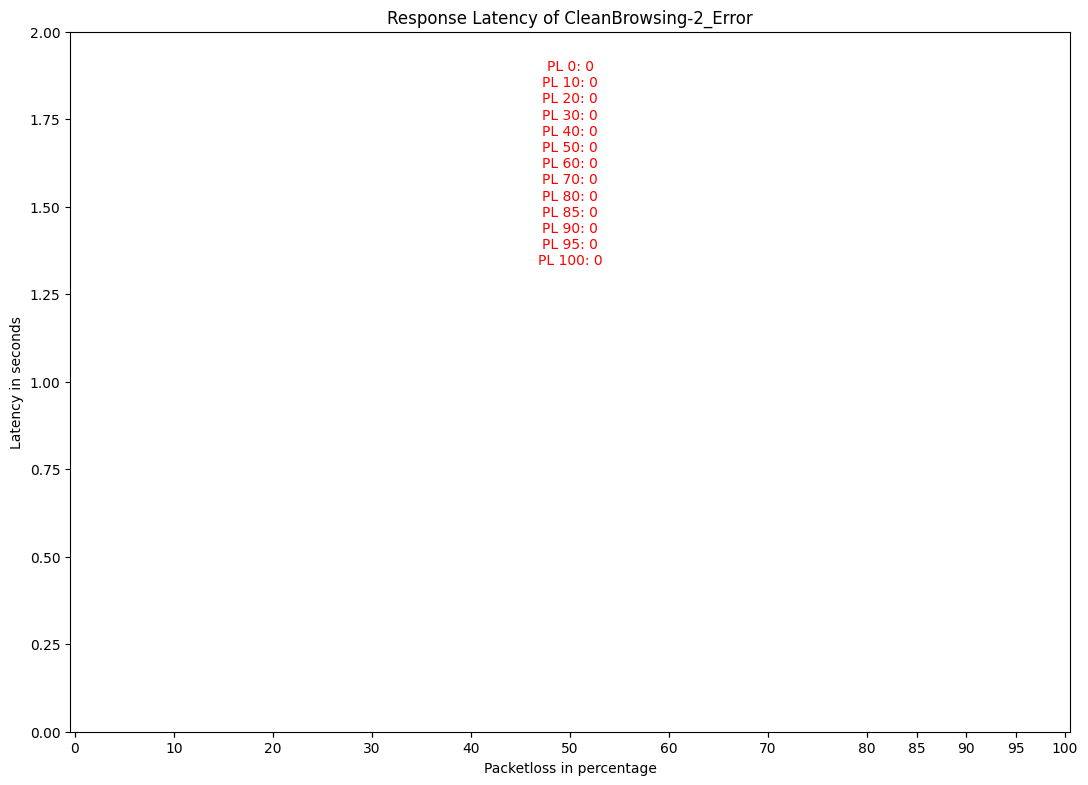 Response Latency of CleanBrowsing-2_Error
2.00
1.75
1.50
1.25
1.00
0.75
0.50
0.25
0.00
Latency in seconds
PL 0: 0
PL 10: 0
PL 20: 0
PL 30: 0
PL 40: 0
PL 50: 0
PL 60: 0
PL 70: 0
PL 80: 0
PL 85: 0
PL 90: 0
PL 95: 0
PL 100: 0
0 10 20 30 40 50 60 70 80 85 90 95 100
Packetloss in percentage